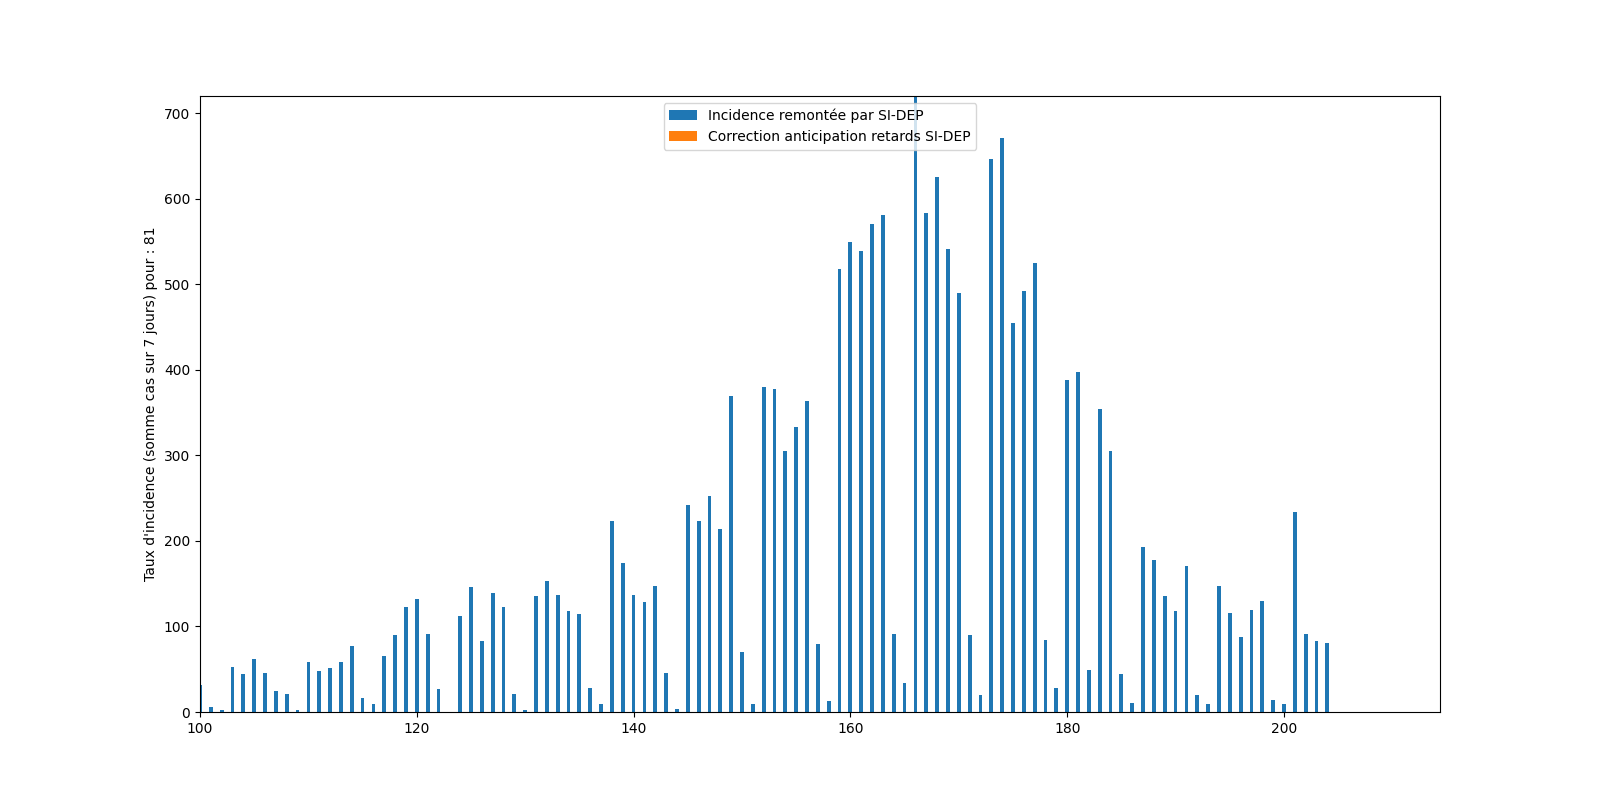 Incidence remontée par SI-DEP
Correction anticipation retards SI-DEP
Taux d'incidence (somme cas sur 7 jours) pour : 81
700
600
500
400
300
200
100
0
100 120 140 160 180 200